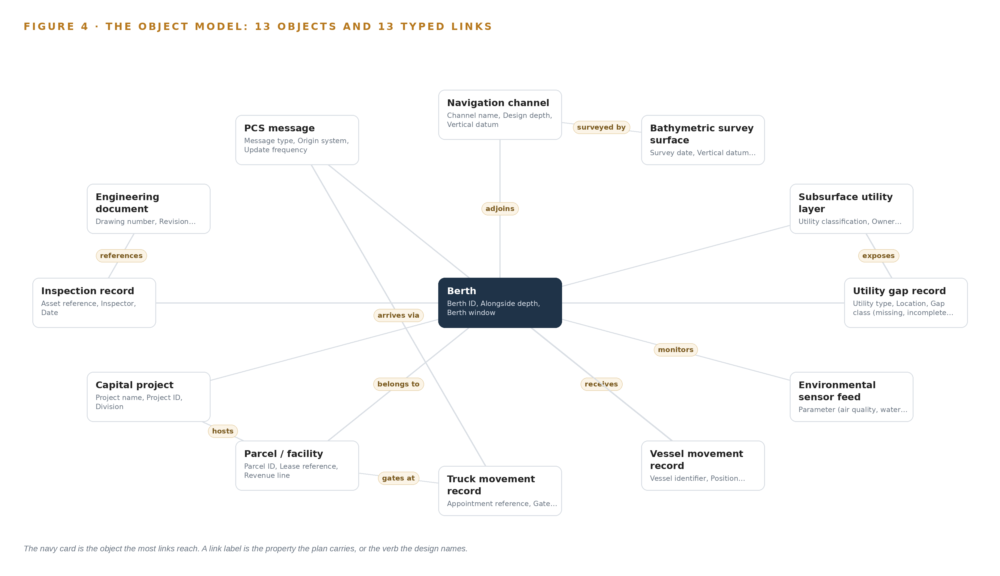 FIGURE 4 · THE OBJECT MODEL: 13 OBJECTS AND 13 TYPED LINKS
Navigation channel
Channel name, Design depth,
Vertical datum
surveyed by
PCS message
Message type, Origin system,
Update frequency
Bathymetric survey
surface
Survey date, Vertical datum…
Engineering
document
Drawing number, Revision…
adjoins
Subsurface utility
layer
Utility classification, Owner…
references
exposes
Inspection record
Asset reference, Inspector,
Date
Berth
Berth ID, Alongside depth,
Berth window
Utility gap record
Utility type, Location, Gap
class (missing, incomplete…
arrives via
monitors
Capital project
Project name, Project ID,
Division
belongs to
receives
Environmental
sensor feed
Parameter (air quality, water…
hosts
Parcel / facility
Parcel ID, Lease reference,
Revenue line
gates at
Truck movement
record
Appointment reference, Gate…
Vessel movement
record
Vessel identifier, Position…
The navy card is the object the most links reach. A link label is the property the plan carries, or the verb the design names.